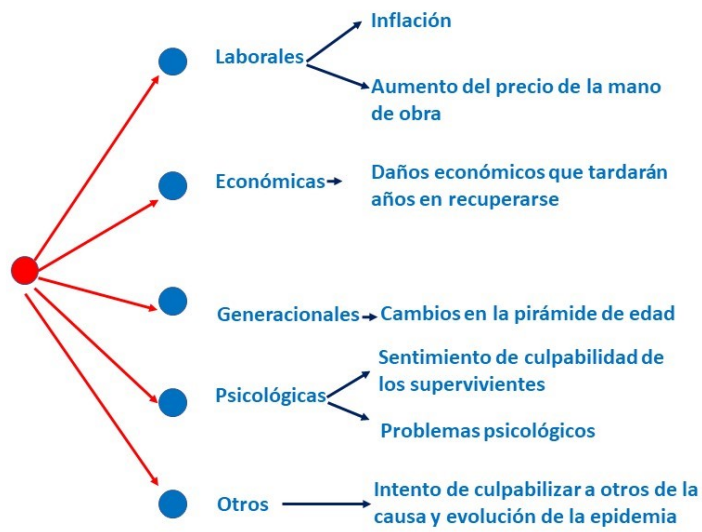 Inflación
Laborales
Aumento del precio de la mano
de obra
Económicas
Daños económicos que tardarán
años en recuperarse
Generacionales
Cambios en la pirámide de edad
Psicológicas
Sentimiento de culpabilidad de
los supervivientes
Problemas psicológicos
Otros
Intento de culpabilizar a otros de la
causa y evolución de la epidemia